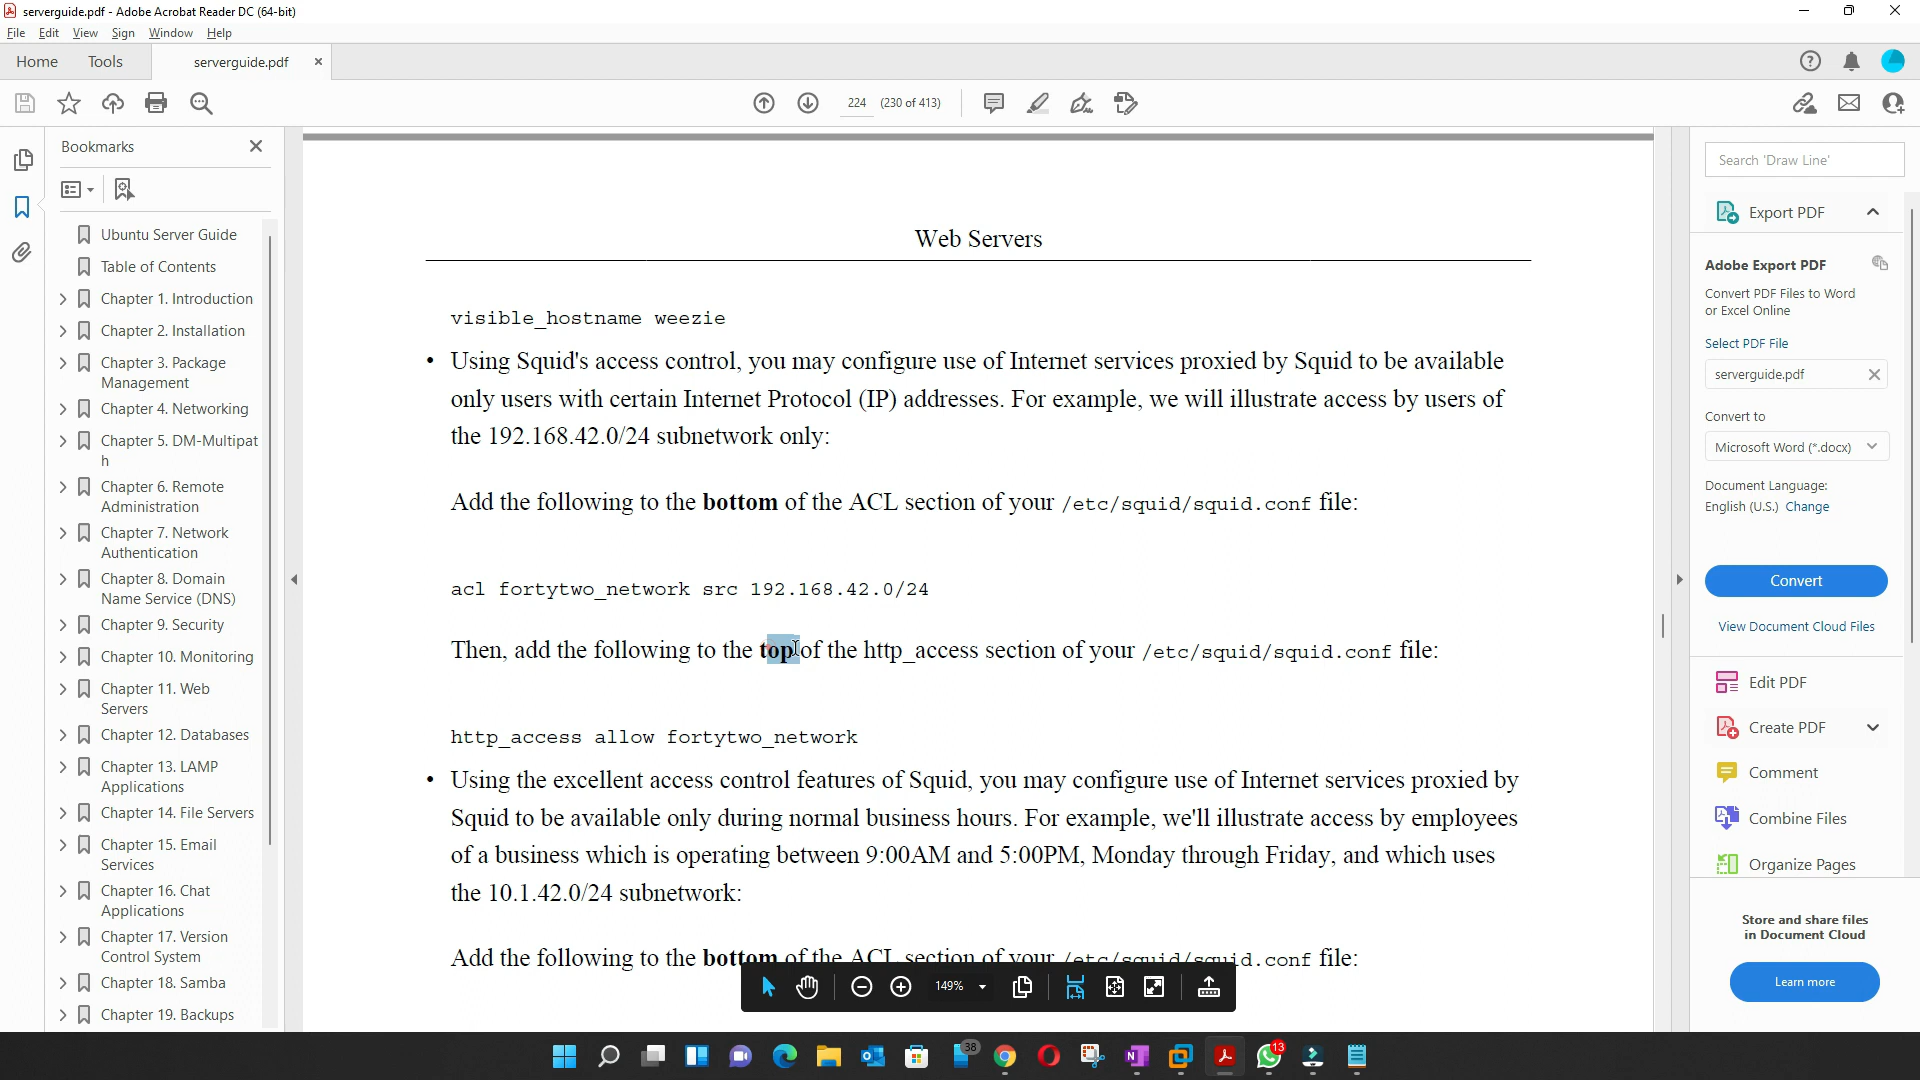 serverguide.pdf - Adobe Acrobat Reader DC (64-bit)
File Edit View Sign Window Help
Home Tools serverguide.pdf
224 (230 of 413)
Bookmarks
Ubuntu Server Guide
Table of Contents
Chapter 1. Introduction
Chapter 2. Installation
Chapter 3. Package
Management
Chapter 4. Networking
Chapter 5. DM-Multipat
h
Chapter 6. Remote
Administration
Chapter 7. Network
Authentication
Chapter 8. Domain
Name Service (DNS)
Chapter 9. Security
Chapter 10. Monitoring
Chapter 11. Web
Servers
Chapter 12. Databases
Chapter 13. LAMP
Applications
Chapter 14. File Servers
Chapter 15. Email
Services
Chapter 16. Chat
Applications
Chapter 17. Version
Control System
Chapter 18. Samba
Chapter 19. Backups
Web Servers
visible_hostname weezie
• Using Squid's access control, you may configure use of Internet services proxied by Squid to be available
only users with certain Internet Protocol (IP) addresses. For example, we will illustrate access by users of
the 192.168.42.0/24 subnetwork only:
Add the following to the bottom of the ACL section of your /etc/squid/squid.conf file:
acl fortytwo_network src 192.168.42.0/24
Then, add the following to the top of the http_access section of your /etc/squid/squid.conf file:
http_access allow fortytwo_network
• Using the excellent access control features of Squid, you may configure use of Internet services proxied by
Squid to be available only during normal business hours. For example, we'll illustrate access by employees
of a business which is operating between 9:00AM and 5:00PM, Monday through Friday, and which uses
the 10.1.42.0/24 subnetwork:
Add the following to the bottom of the ACL section of your /etc/squid/squid.conf file:
149%
Search 'Draw Line'
Export PDF
Adobe Export PDF
Convert PDF Files to Word
or Excel Online
Select PDF File
serverguide.pdf
Convert to
Microsoft Word (*.docx)
Document Language:
English (U.S.) Change
Convert
View Document Cloud Files
Edit PDF
Create PDF
Comment
Combine Files
Organize Pages
Store and share files
in Document Cloud
Learn more
38
13